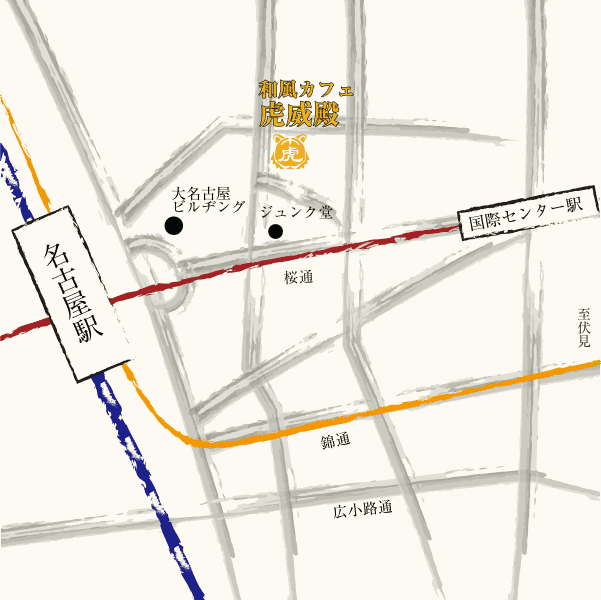 和風カフェ
虎威殿
虎
大名古屋
ビルヂング
ジュンク堂
国際センター駅
名古屋駅
桜通
至伏見
錦通
広小路通